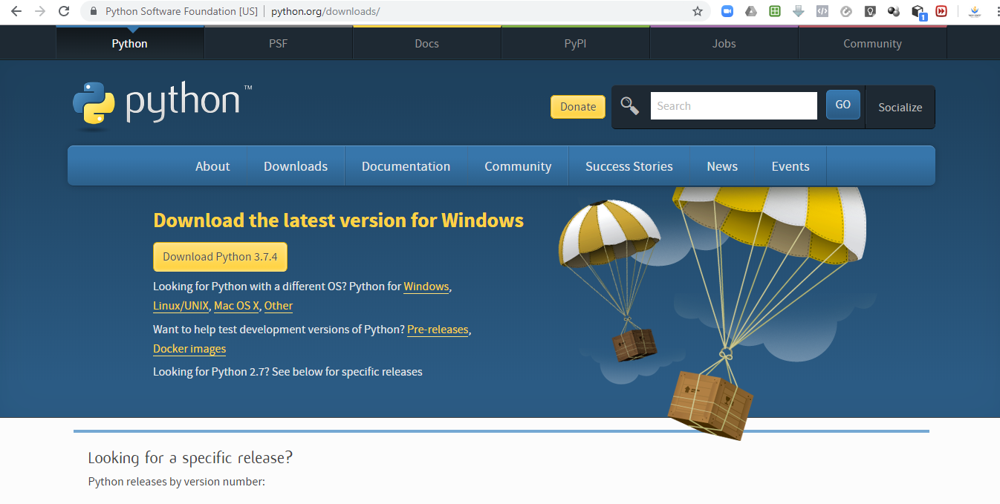 Python Software Foundation [US] | python.org/downloads/
1
Python PSF Docs PyPI Jobs Community
python™
Donate Search GO Socialize
About Downloads Documentation Community Success Stories News Events
Download the latest version for Windows
Download Python 3.7.4
Looking for Python with a different OS? Python for Windows,
Linux/UNIX, Mac OS X, Other
Want to help test development versions of Python? Pre-releases,
Docker images
Looking for Python 2.7? See below for specific releases
Looking for a specific release?
Python releases by version number: